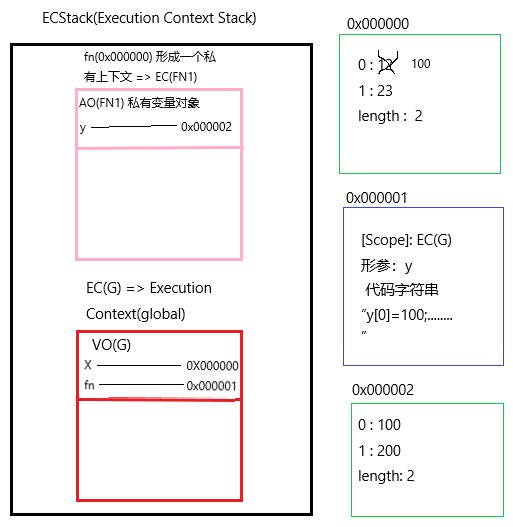 ECStack(Execution Context Stack)
fn(0x000000) 形成一个私
有上下文 => EC(FN1)
AO(FN1) 私有变量对象
y 0x000002
EC(G) => Execution
Context(global)
VO(G)
X 0X000000
fn 0x000001
0x000000
0 : 12 100
1 : 23
length : 2
0x000001
[Scope]: EC(G)
形参：y
代码字符串
“y[0]=100;........
”
0x000002
0 : 100
1 : 200
length: 2